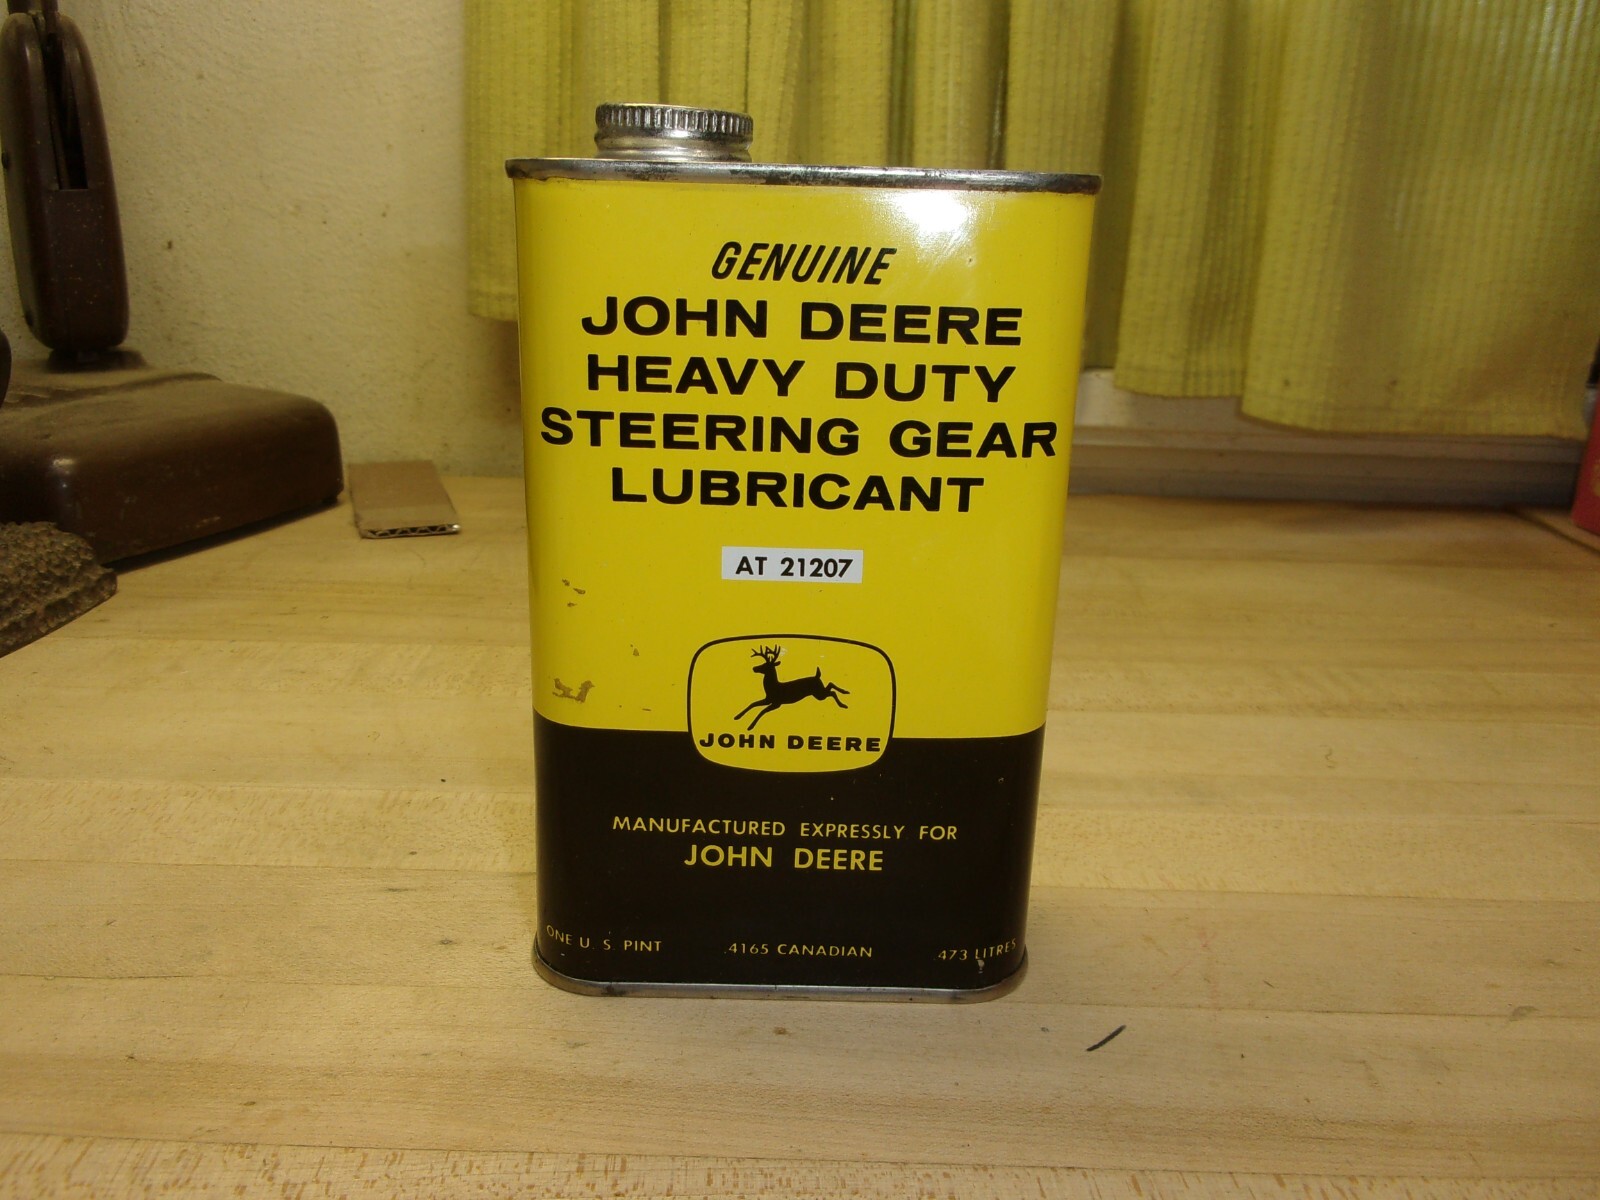 GENUINE
JOHN DEERE
HEAVY DUTY
STEERING GEAR
LUBRICANT
AT 21207
JOHN DEERE
MANUFACTURED EXPRESSLY FOR
JOHN DEERE
ONE U. S. PINT .4165 CANADIAN .473 LITRES